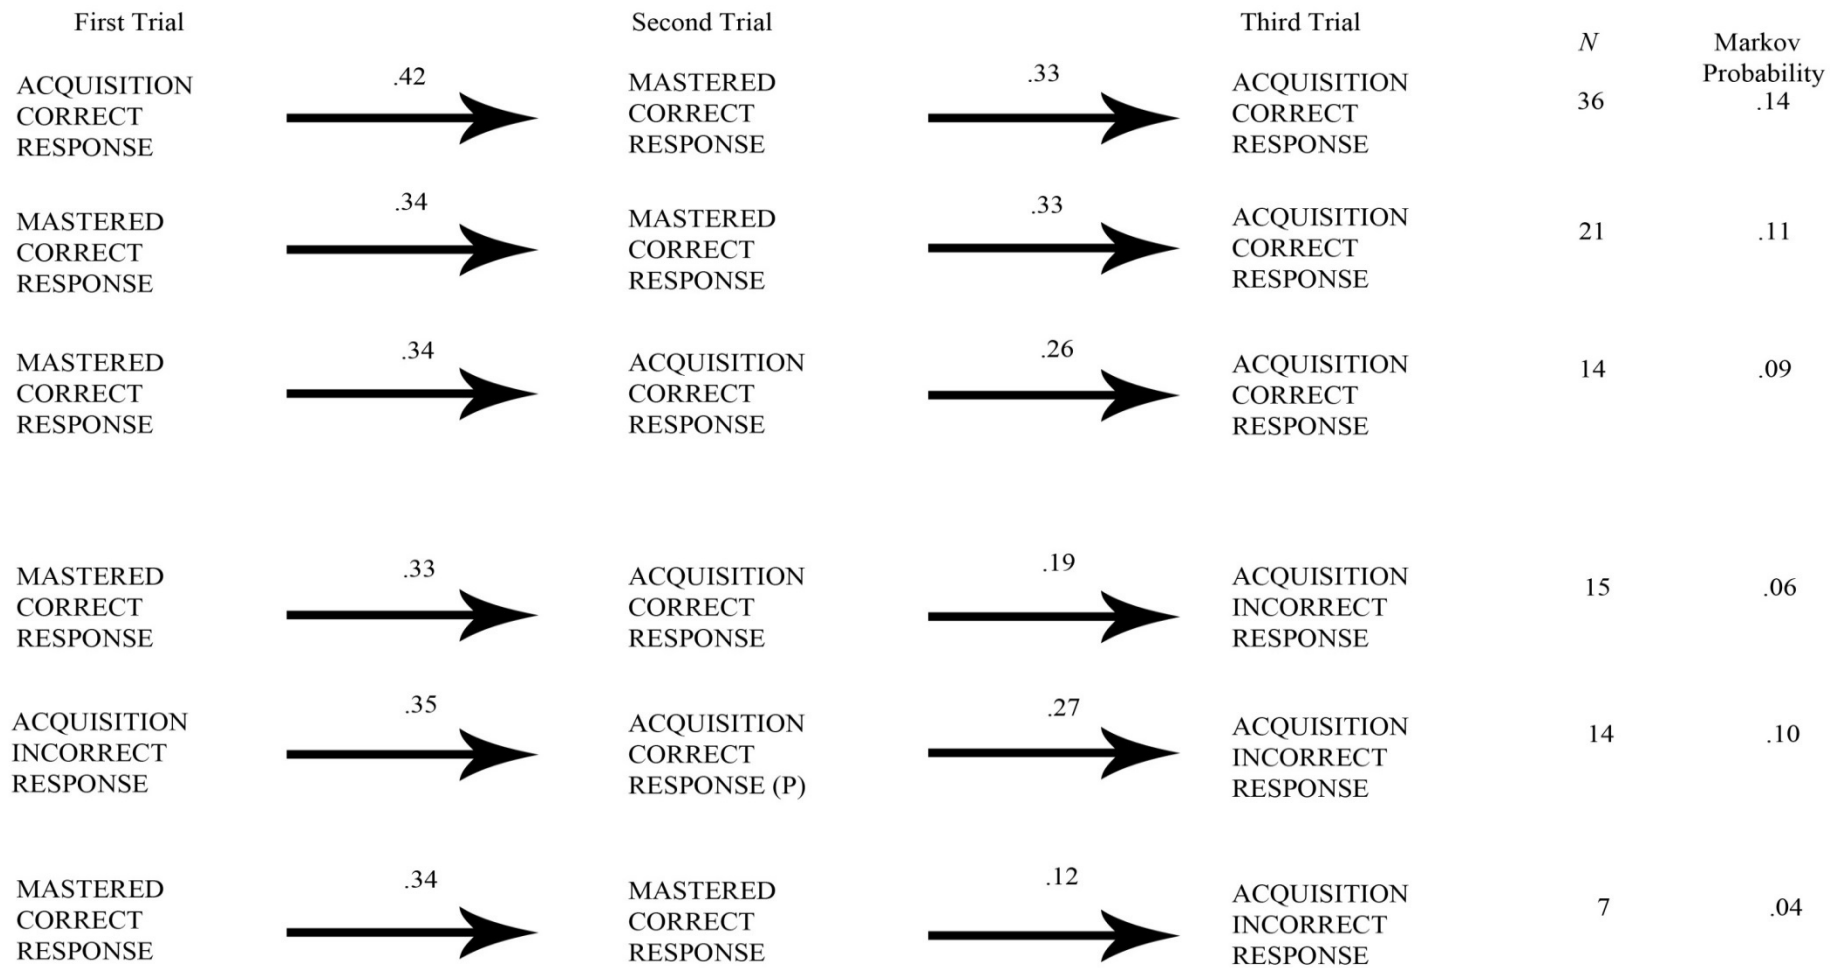 First Trial
Second Trial
Third Trial
N
Markov
Probability
ACQUISITION
CORRECT
RESPONSE
.42
MASTERED
CORRECT
RESPONSE
.33
ACQUISITION
CORRECT
RESPONSE
36
.14
MASTERED
CORRECT
RESPONSE
.34
MASTERED
CORRECT
RESPONSE
.33
ACQUISITION
CORRECT
RESPONSE
21
.11
MASTERED
CORRECT
RESPONSE
.34
ACQUISITION
CORRECT
RESPONSE
.26
ACQUISITION
CORRECT
RESPONSE
14
.09
MASTERED
CORRECT
RESPONSE
.33
ACQUISITION
CORRECT
RESPONSE
.19
ACQUISITION
INCORRECT
RESPONSE
15
.06
ACQUISITION
INCORRECT
RESPONSE
.35
ACQUISITION
CORRECT
RESPONSE (P)
.27
ACQUISITION
INCORRECT
RESPONSE
14
.10
MASTERED
CORRECT
RESPONSE
.34
MASTERED
CORRECT
RESPONSE
.12
ACQUISITION
INCORRECT
RESPONSE
7
.04